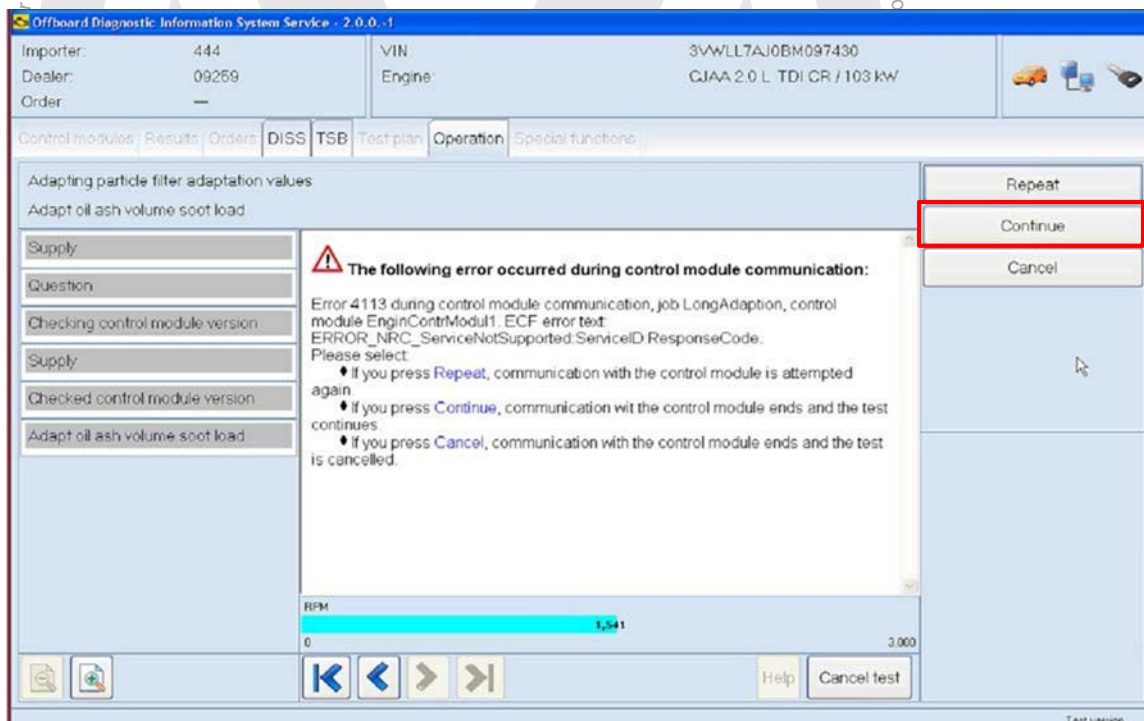 Offboard Diagnostic Information System Service - 2.0.0.-1
Importer: 444 VIN: 3VWLL7AJ0BM097430
Dealer: 09259 Engine: CJAA 2.0 L TDI CR / 103 kW
Order: —
Control modules Results Orders DISS TSB Test plan Operation Special functions
Adapting particle filter adaptation values
Adapt oil ash volume soot load
Repeat
Continue
Cancel
Supply
Question
Checking control module version
Supply
Checked control module version
Adapt oil ash volume soot load
The following error occurred during control module communication:
Error 4113 during control module communication, job LongAdaption, control
module EnginContrModul1. ECF error text:
ERROR_NRC_ServiceNotSupported:ServiceID ResponseCode.
Please select:
♦ If you press Repeat, communication with the control module is attempted
again.
♦ If you press Continue, communication wit the control module ends and the test
continues.
♦ If you press Cancel, communication with the control module ends and the test
is cancelled.
RPM
1,541
0 3,000
Help Cancel test
Test version